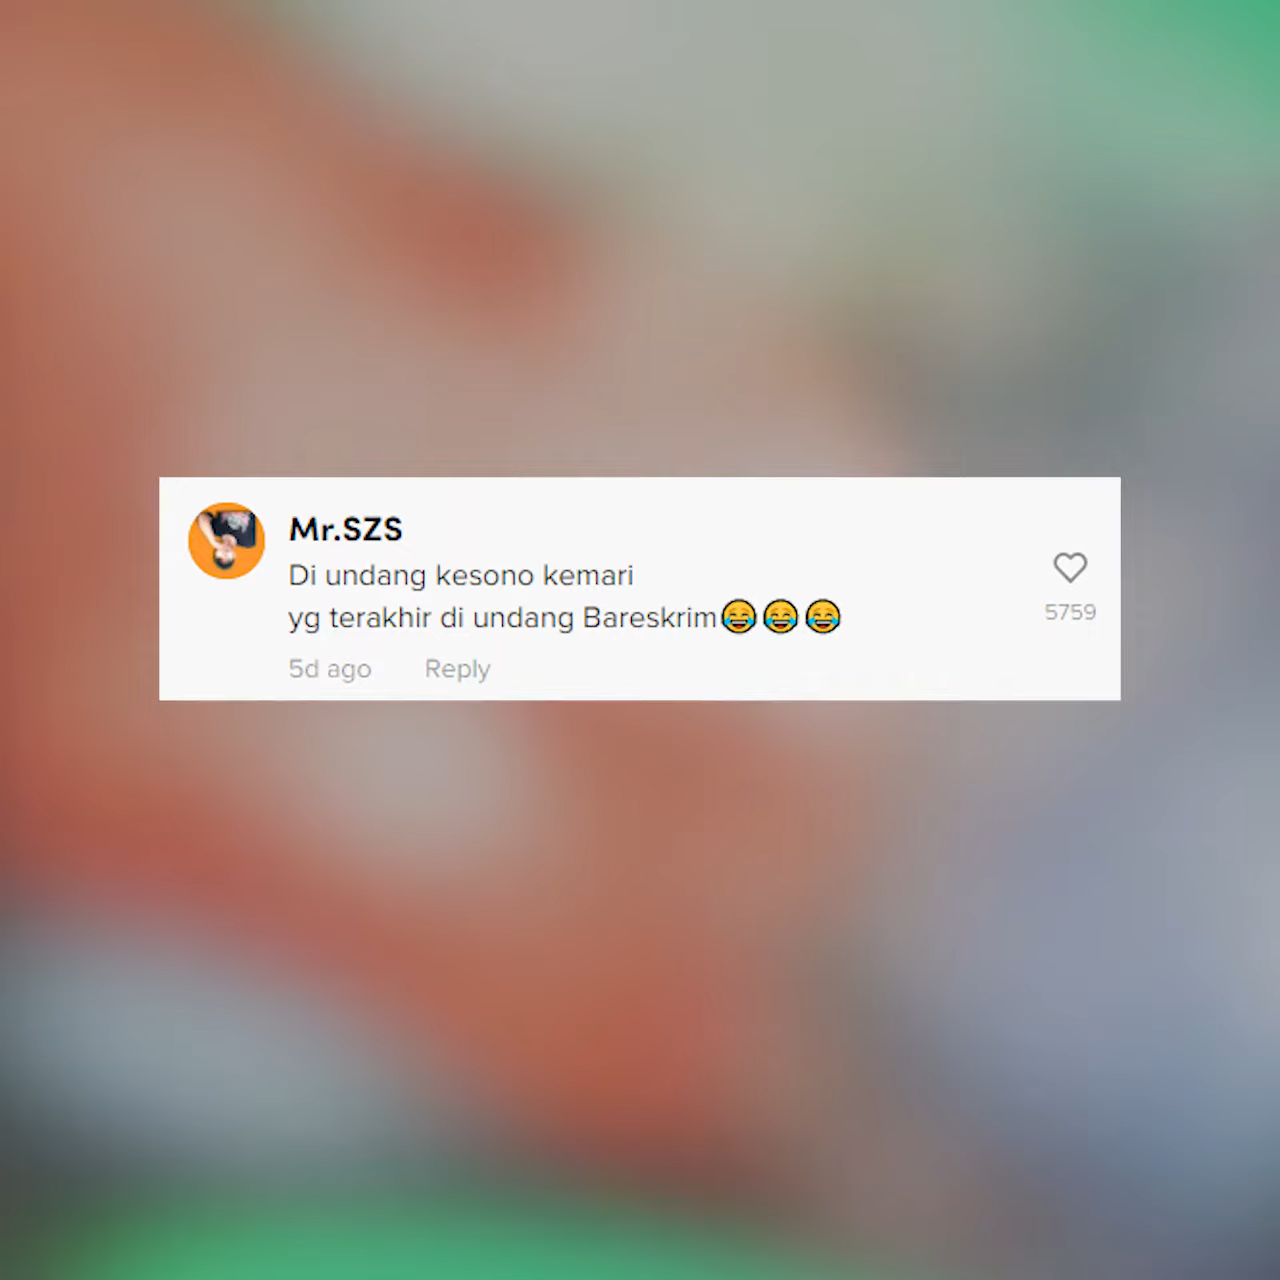 Mr.SZS
Di undang kesono kemari
yg terakhir di undang Bareskrim😂😂😂
5759
5d ago Reply